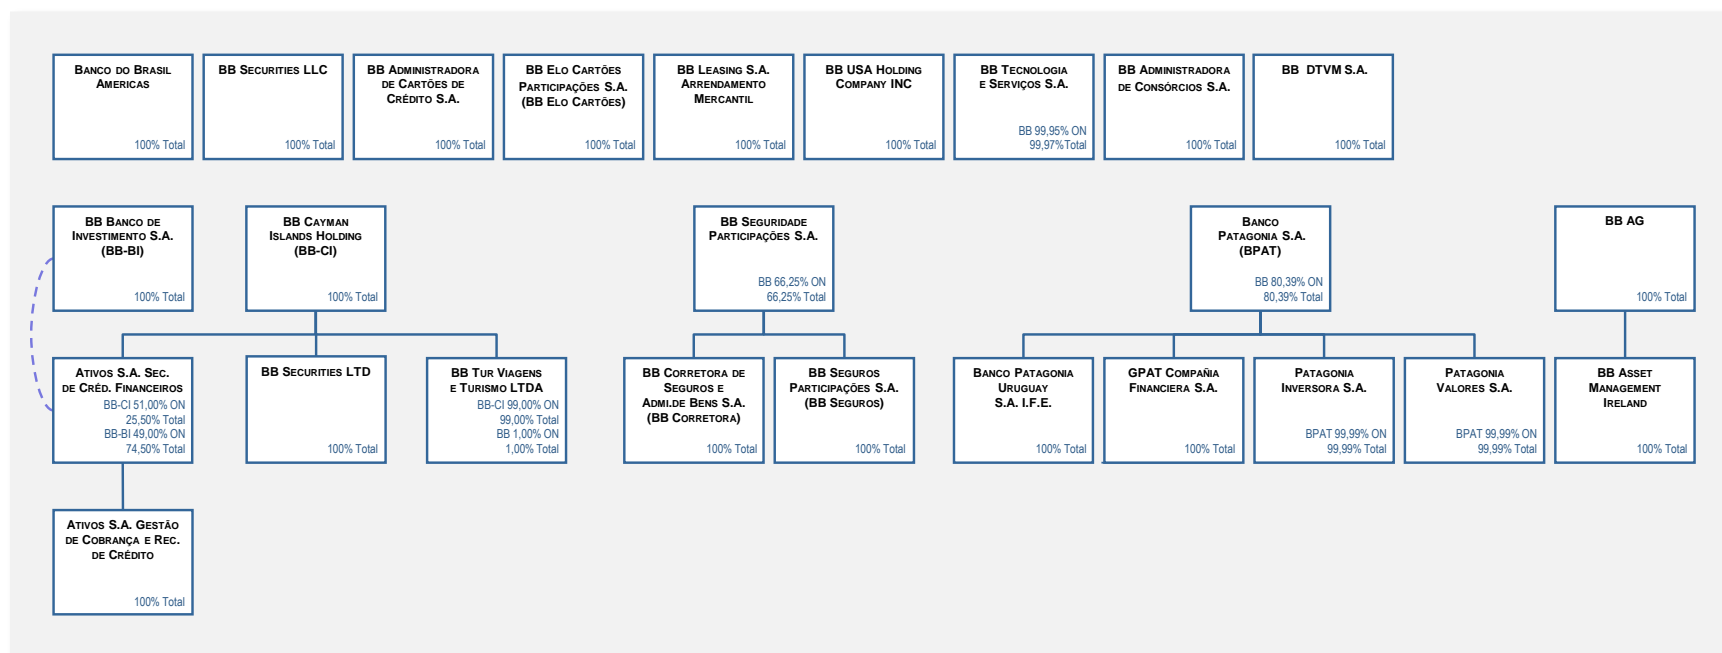 BANCO DO BRASIL
AMERICAS
100% Total
BB SECURITIES LLC
100% Total
BB ADMINISTRADORA
DE CARTÕES DE
CRÉDITO S.A.
100% Total
BB ELO CARTÕES
PARTICIPAÇÕES S.A.
(BB ELO CARTÕES)
100% Total
BB LEASING S.A.
ARRENDAMENTO
MERCANTIL
100% Total
BB USA HOLDING
COMPANY INC
100% Total
BB TECNOLOGIA
E SERVIÇOS S.A.
BB 99,95% ON
99,97%Total
BB ADMINISTRADORA
DE CONSÓRCIOS S.A.
100% Total
BB DTVM S.A.
100% Total
BB BANCO DE
INVESTIMENTO S.A.
(BB-BI)
100% Total
BB CAYMAN
ISLANDS HOLDING
(BB-CI)
100% Total
BB SEGURIDADE
PARTICIPAÇÕES S.A.
BB 66,25% ON
66,25% Total
BANCO
PATAGONIA S.A.
(BPAT)
BB 80,39% ON
80,39% Total
BB AG
100% Total
ATIVOS S.A. SEC.
DE CRÉD. FINANCEIROS
BB-CI 51,00% ON
25,50% Total
BB-BI 49,00% ON
74,50% Total
BB SECURITIES LTD
100% Total
BB TUR VIAGENS
E TURISMO LTDA
BB-CI 99,00% ON
99,00% Total
BB 1,00% ON
1,00% Total
BB CORRETORA DE
SEGUROS E
ADMI.DE BENS S.A.
(BB CORRETORA)
100% Total
BB SEGUROS
PARTICIPAÇÕES S.A.
(BB SEGUROS)
100% Total
BANCO PATAGONIA
URUGUAY
S.A. I.F.E.
100% Total
GPAT COMPAÑIA
FINANCIERA S.A.
100% Total
PATAGONIA
INVERSORA S.A.
BPAT 99,99% ON
99,99% Total
PATAGONIA
VALORES S.A.
BPAT 99,99% ON
99,99% Total
BB ASSET
MANAGEMENT
IRELAND
100% Total
ATIVOS S.A. GESTÃO
DE COBRANÇA E REC.
DE CRÉDITO
100% Total